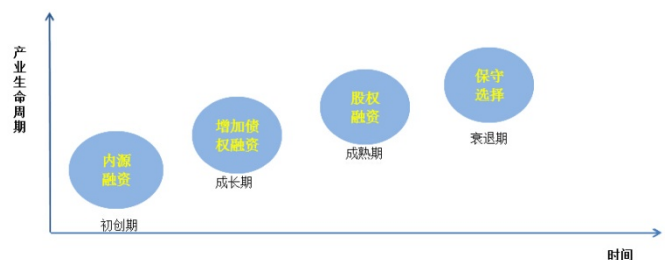 产业生命周期
内源
融资
初创期
增加债
权融资
成长期
股权
融资
成熟期
保守
选择
衰退期
时间